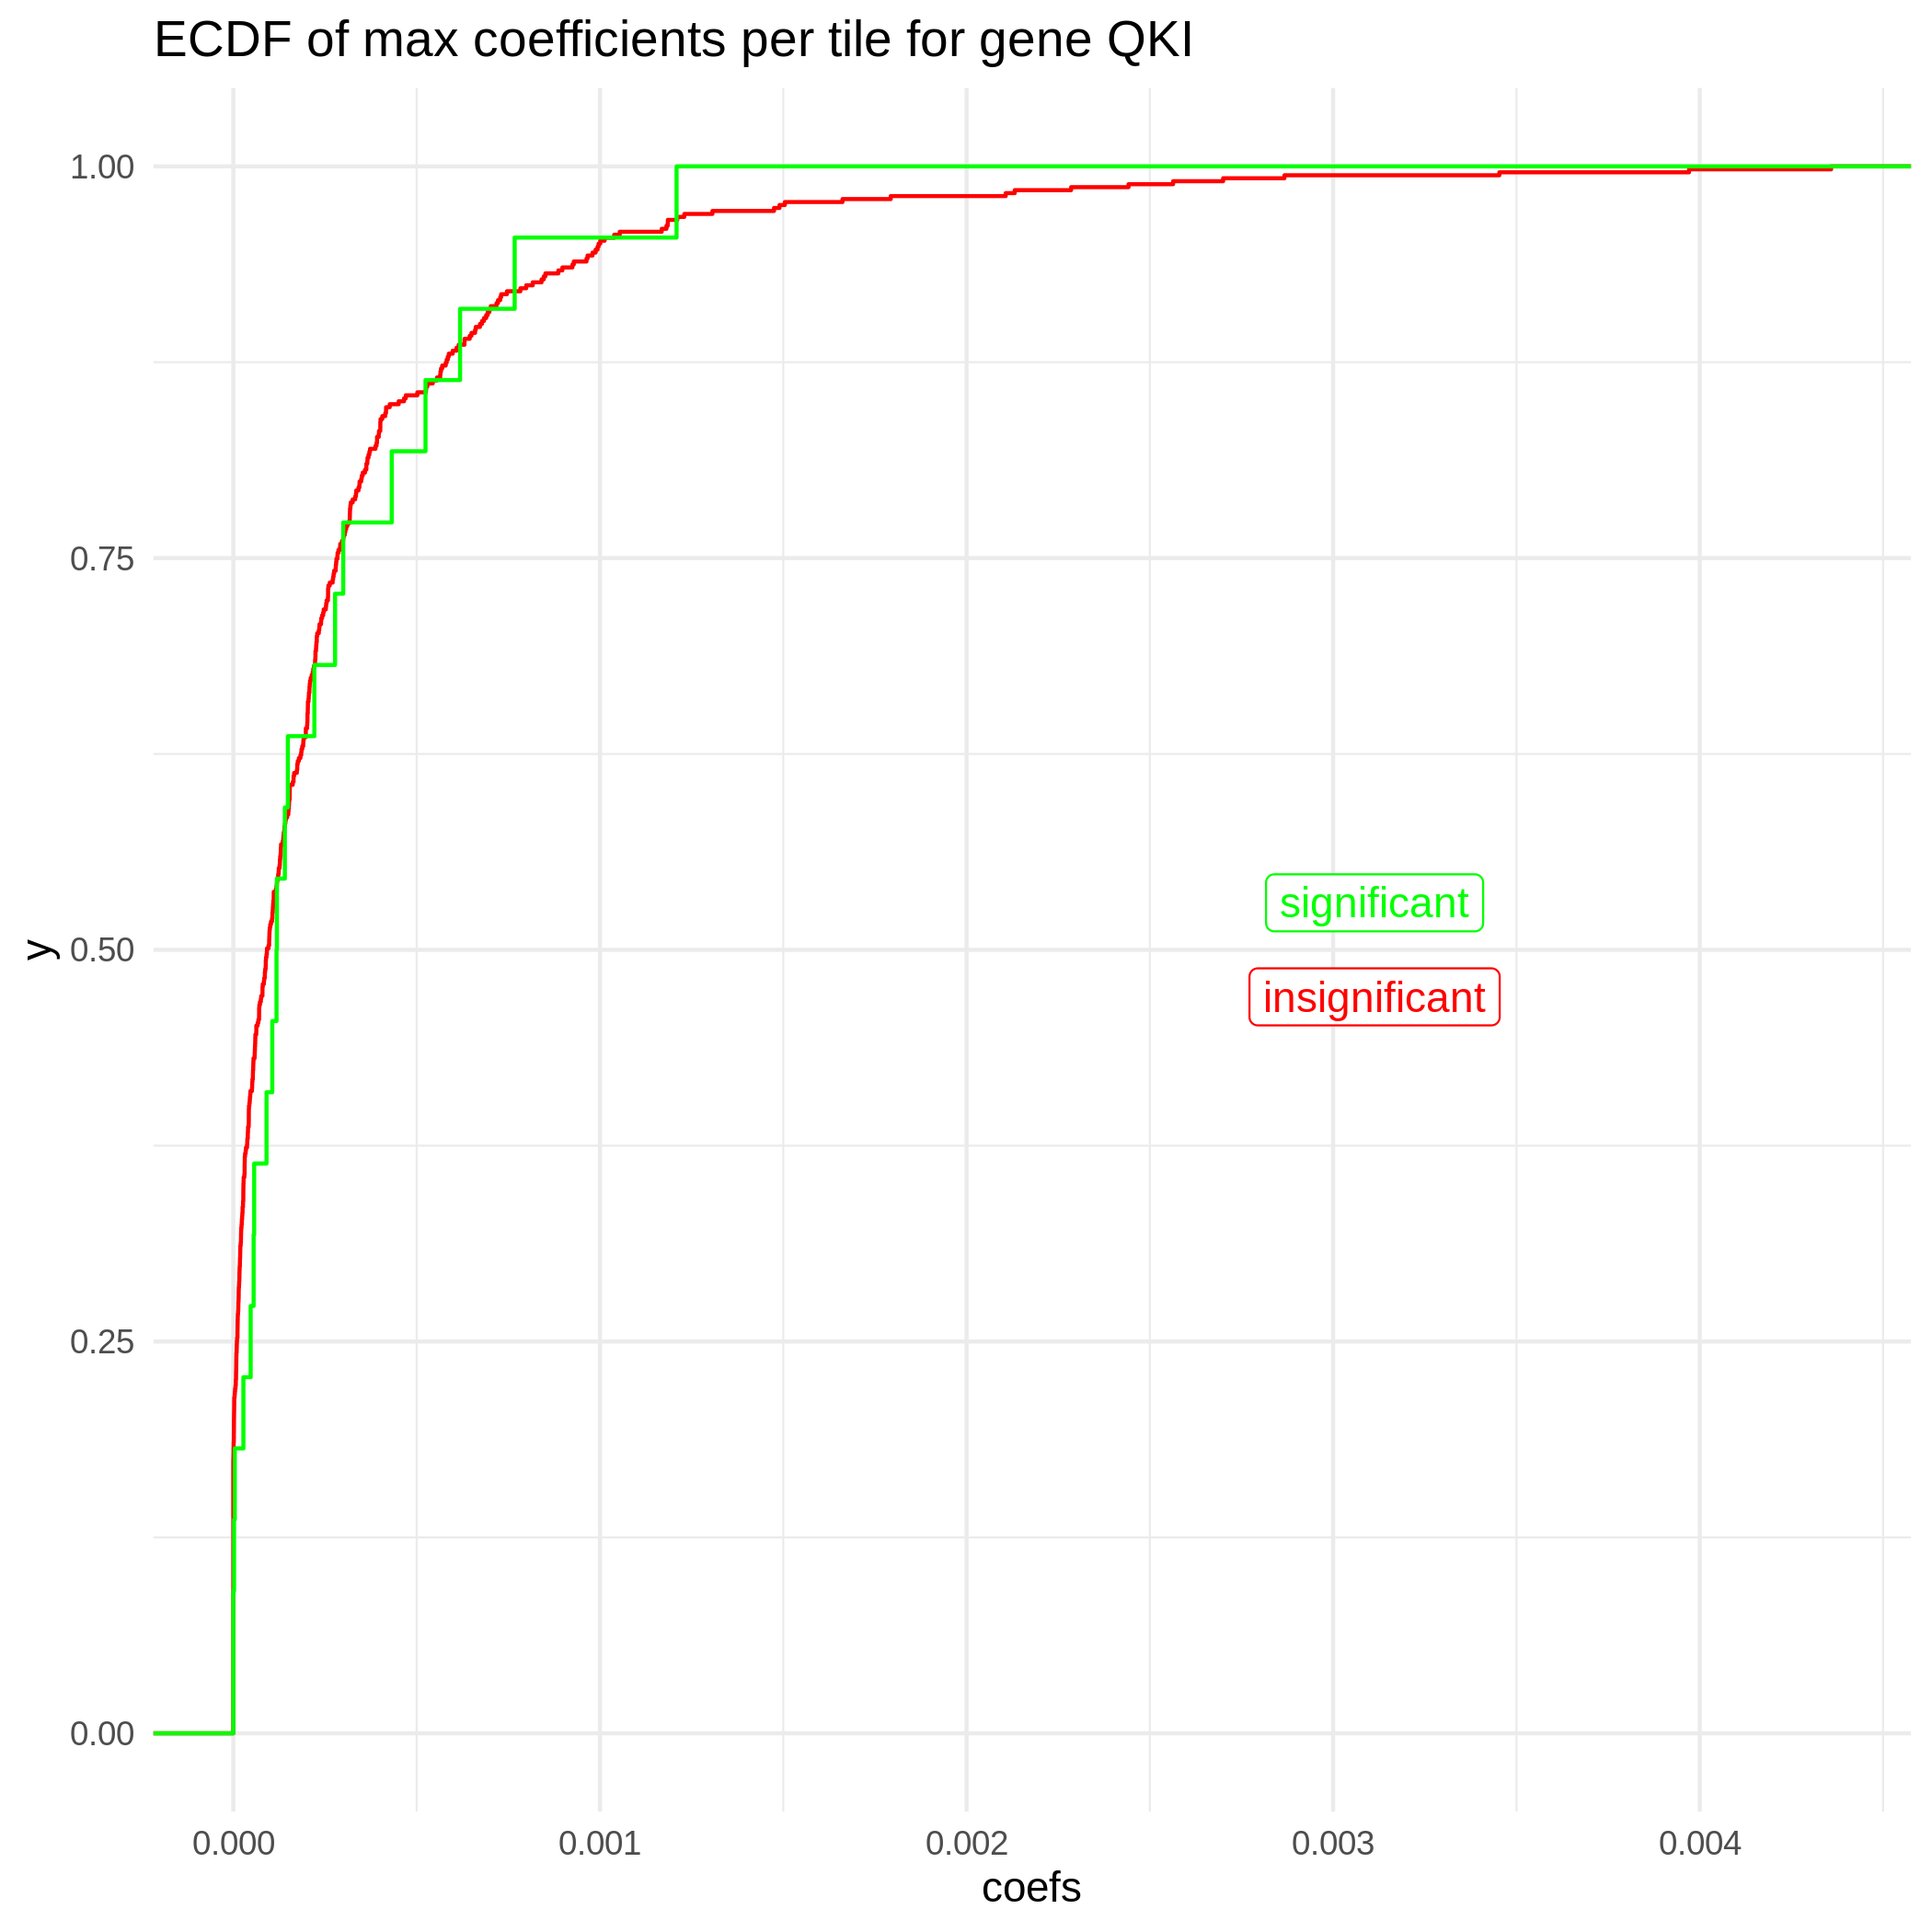 ECDF of max coefficients per tile for gene QKI
1.00
0.75
0.50
0.25
0.00
y
significant
insignificant
0.000 0.001 0.002 0.003 0.004
coefs